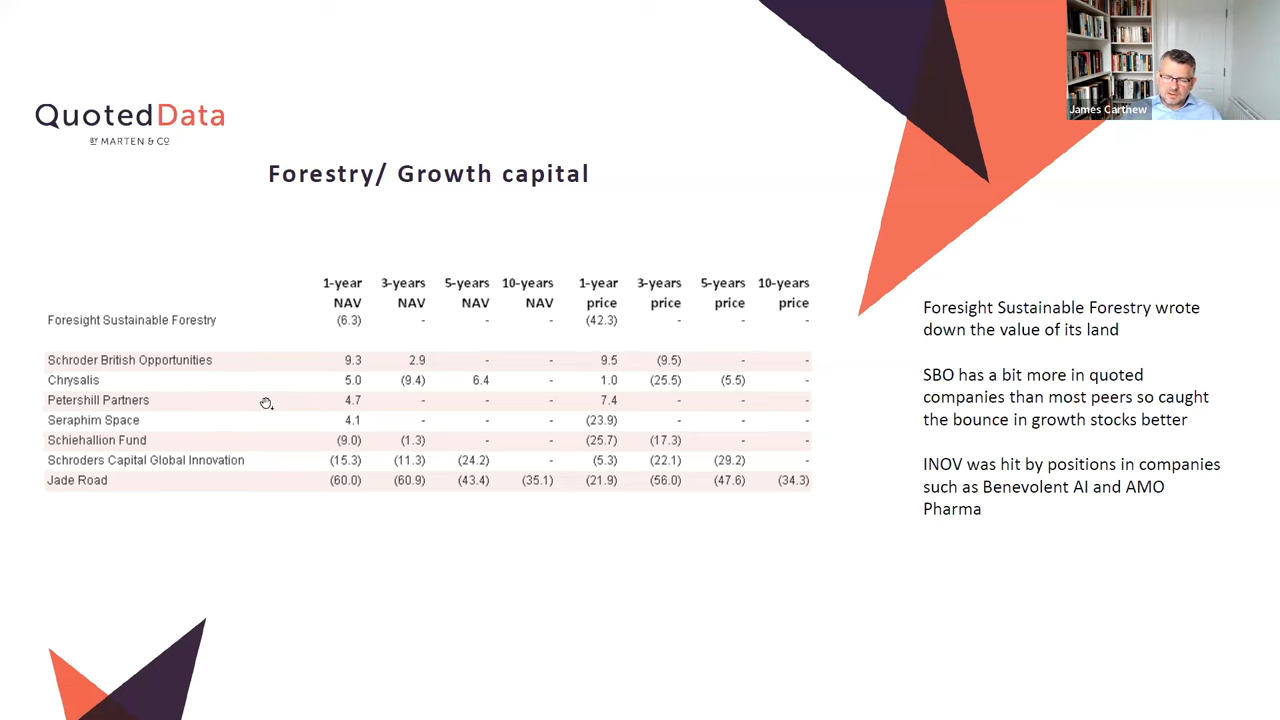 James Carthew
QuotedData
BY MARTEN & CO
Forestry/ Growth capital
1-year NAV 3-years NAV 5-years NAV 10-years NAV 1-year price 3-years price 5-years price 10-years price
Foresight Sustainable Forestry (6.3) - - - (42.3) - - -
Schroder British Opportunities 9.3 2.9 - - 9.5 (9.5) - -
Chrysalis 5.0 (9.4) 6.4 - 1.0 (25.5) (5.5) -
Petershill Partners 4.7 - - - 7.4 - - -
Seraphim Space 4.1 - - - (23.9) - - -
Schiehallion Fund (9.0) (1.3) - - (25.7) (17.3) - -
Schroders Capital Global Innovation (15.3) (11.3) (24.2) - (5.3) (22.1) (29.2) -
Jade Road (60.0) (60.9) (43.4) (35.1) (21.9) (56.0) (47.6) (34.3)
Foresight Sustainable Forestry wrote
down the value of its land
SBO has a bit more in quoted
companies than most peers so caught
the bounce in growth stocks better
INOV was hit by positions in companies
such as Benevolent AI and AMO
Pharma